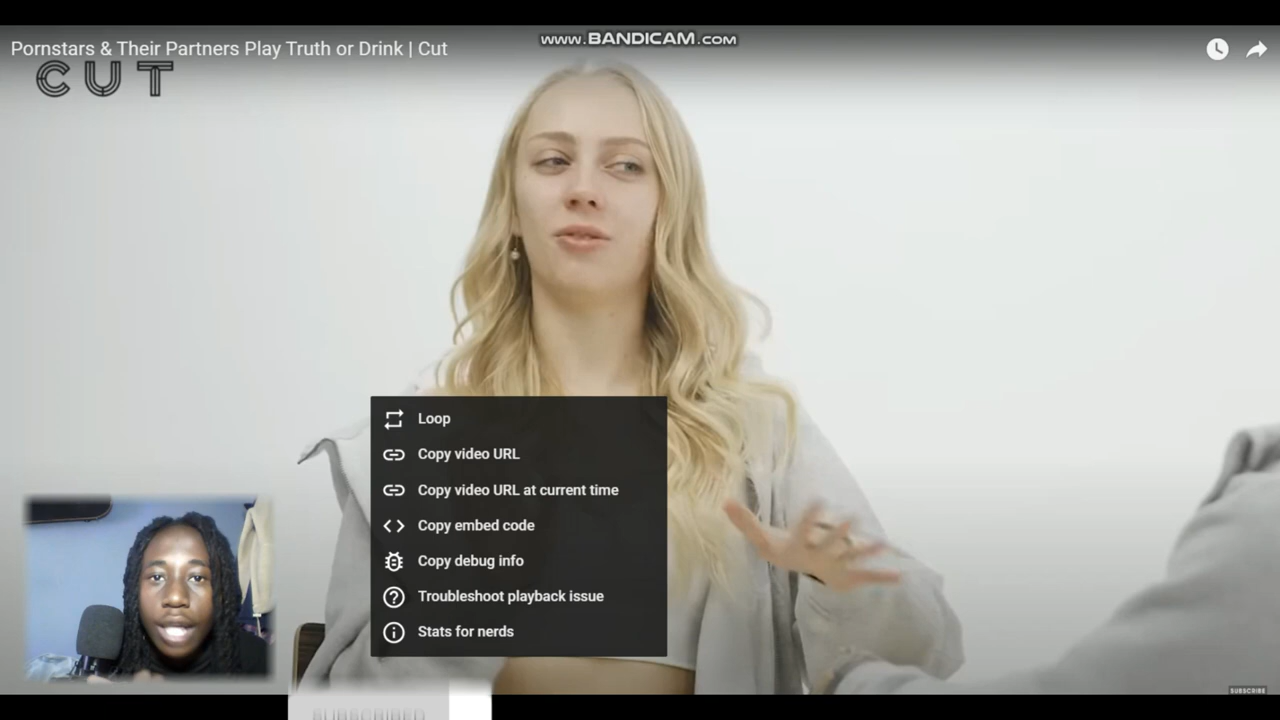 www.BANDICAM.com
Pornstars & Their Partners Play Truth or Drink | Cut
CUT
Loop
Copy video URL
Copy video URL at current time
Copy embed code
Copy debug info
Troubleshoot playback issue
Stats for nerds
SUBSCRIBE
SUBSCRIBED